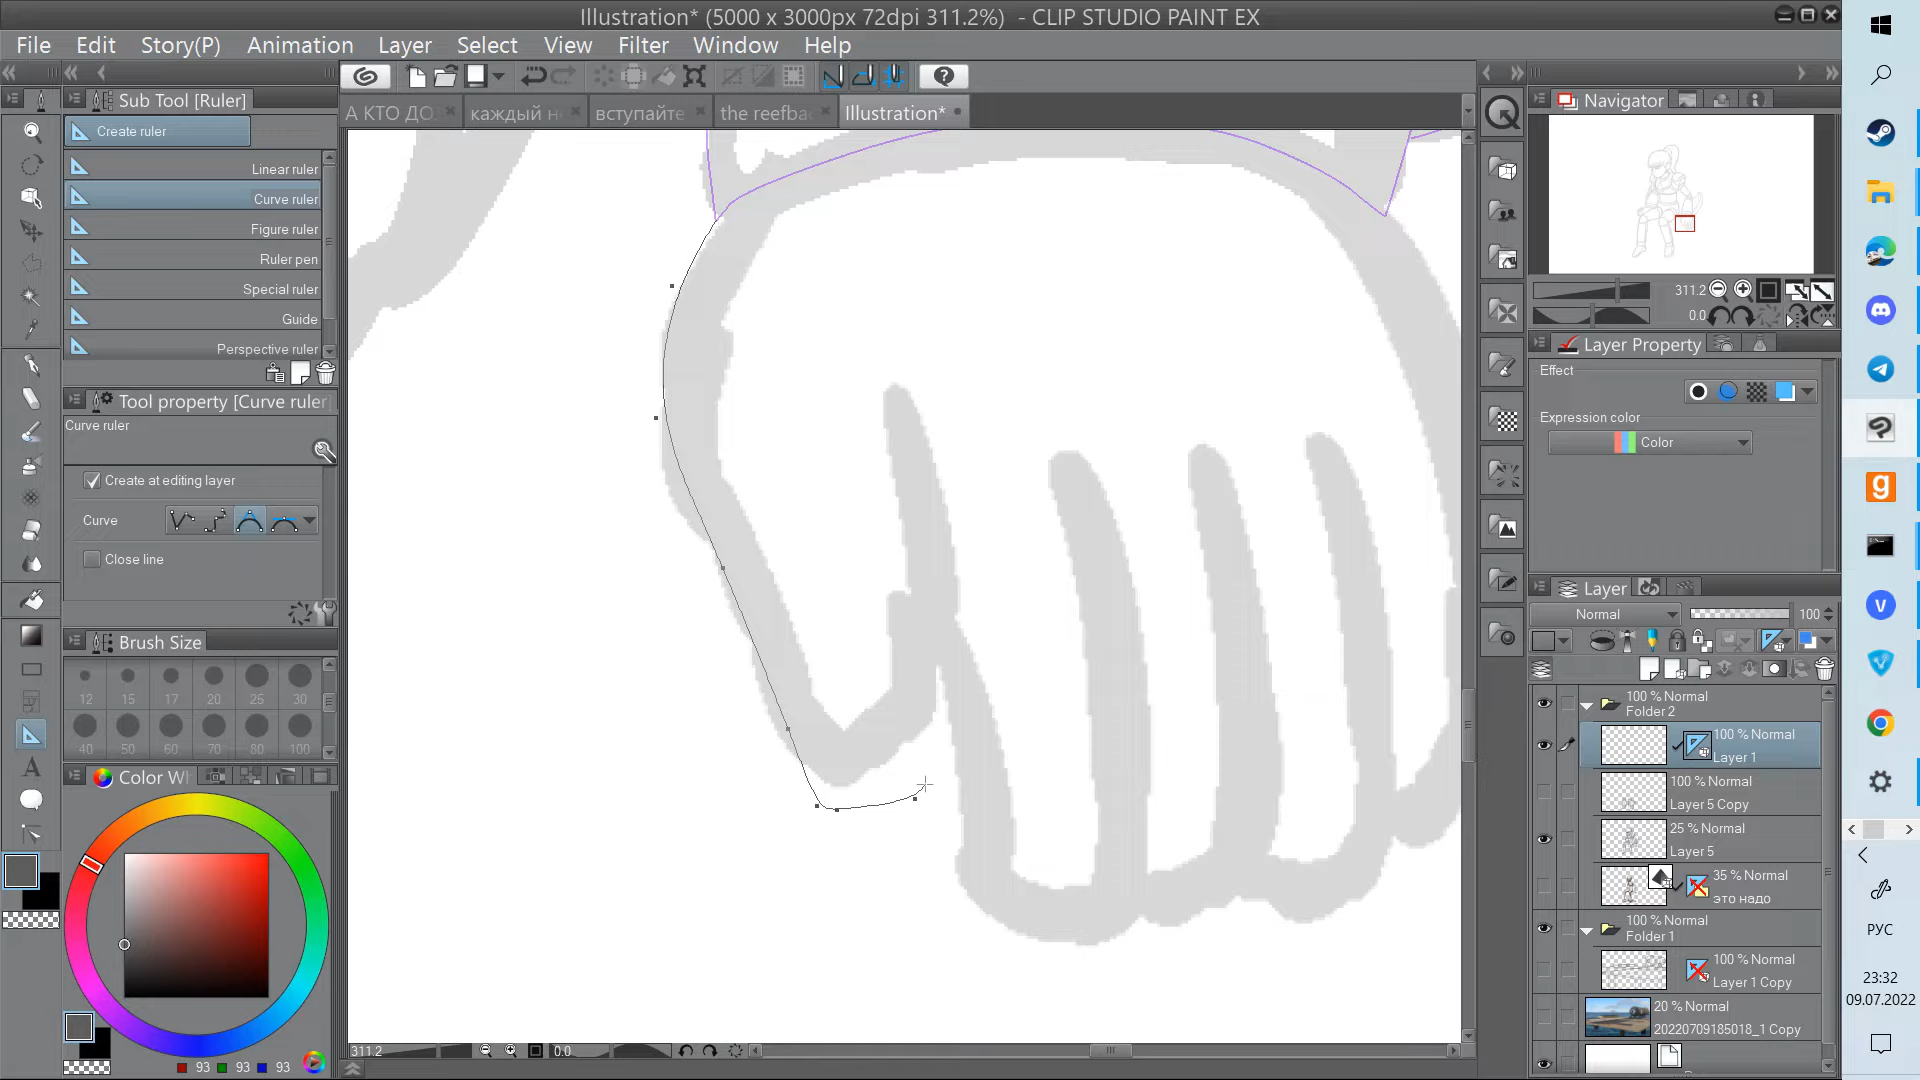 Illustration* (5000 x 3000px 72dpi 311.2%) - CLIP STUDIO PAINT EX
File Edit Story(P) Animation Layer Select View Filter Window Help
Sub Tool [Ruler]
Create ruler
Linear ruler
Curve ruler
Figure ruler
Ruler pen
Special ruler
Guide
Perspective ruler
Tool property [Curve ruler]
Curve ruler
Create at editing layer
Curve
Close line
Brush Size
12 15 17 20 25 30
40 50 60 70 80 100
Color Wh
93 93 93
А КТО ДО. каждый н вступайте the reefba Illustration*
311.2 0.0
Navigator
311.2
0.0
Layer Property
Effect
Expression color
Color
Layer
Normal 100
100 % Normal
Folder 2
100 % Normal
Layer 1
100 % Normal
Layer 5 Copy
25 % Normal
Layer 5
35 % Normal
это надо
100 % Normal
Folder 1
100 % Normal
Layer 1 Copy
20 % Normal
20220709185018_1 Copy
РУС
23:32
09.07.2022